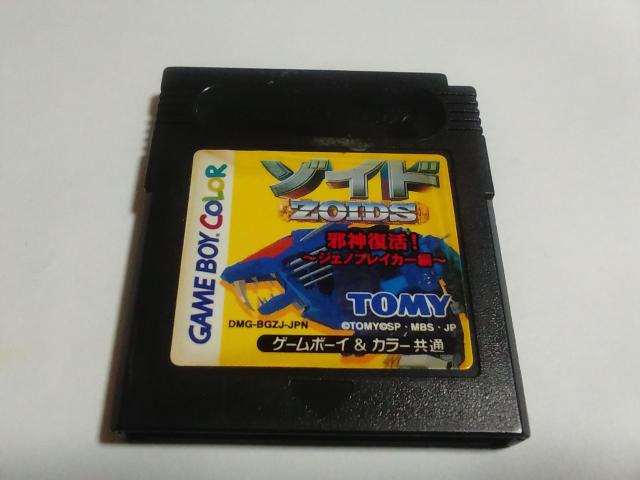 ゾイド
ZOIDS
邪神復活!
～ジェノブレイカー編～
GAME BOY COLOR
TOMY
DMG-BGZJ-JPN
©TOMY©SP・MBS・JP
ゲームボーイ & カラー共通